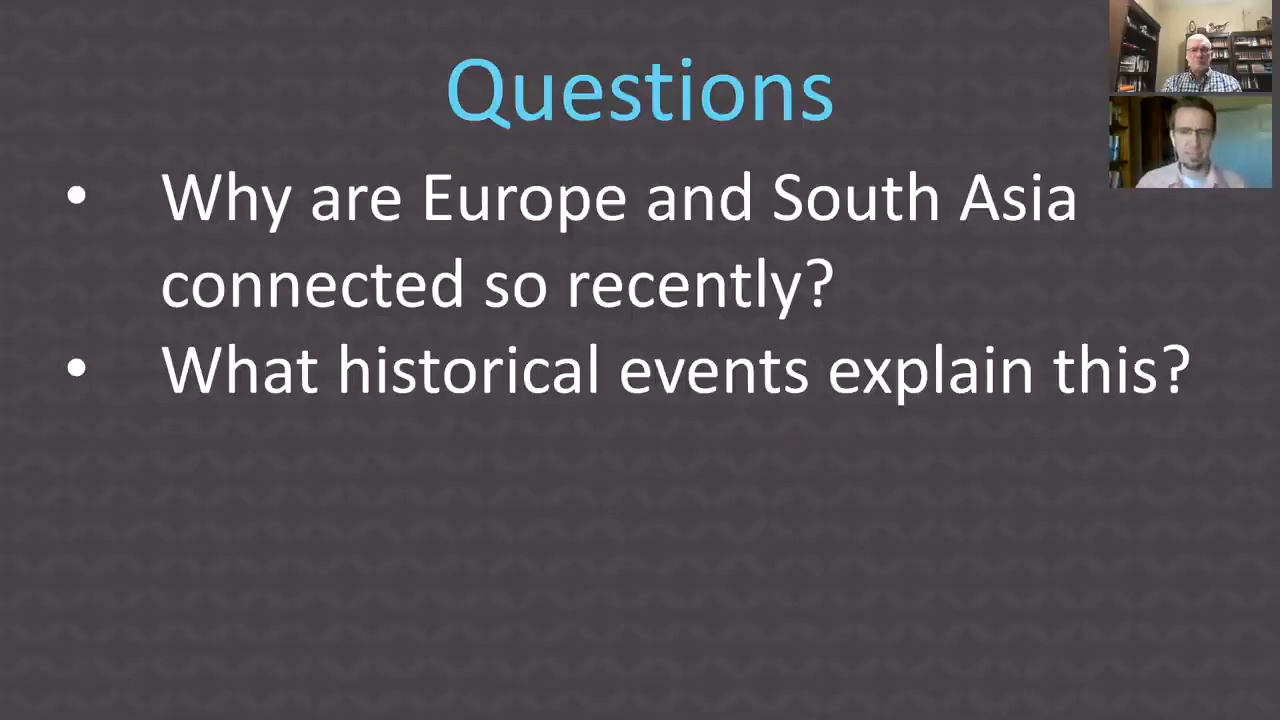 Questions
• Why are Europe and South Asia
connected so recently?
• What historical events explain this?